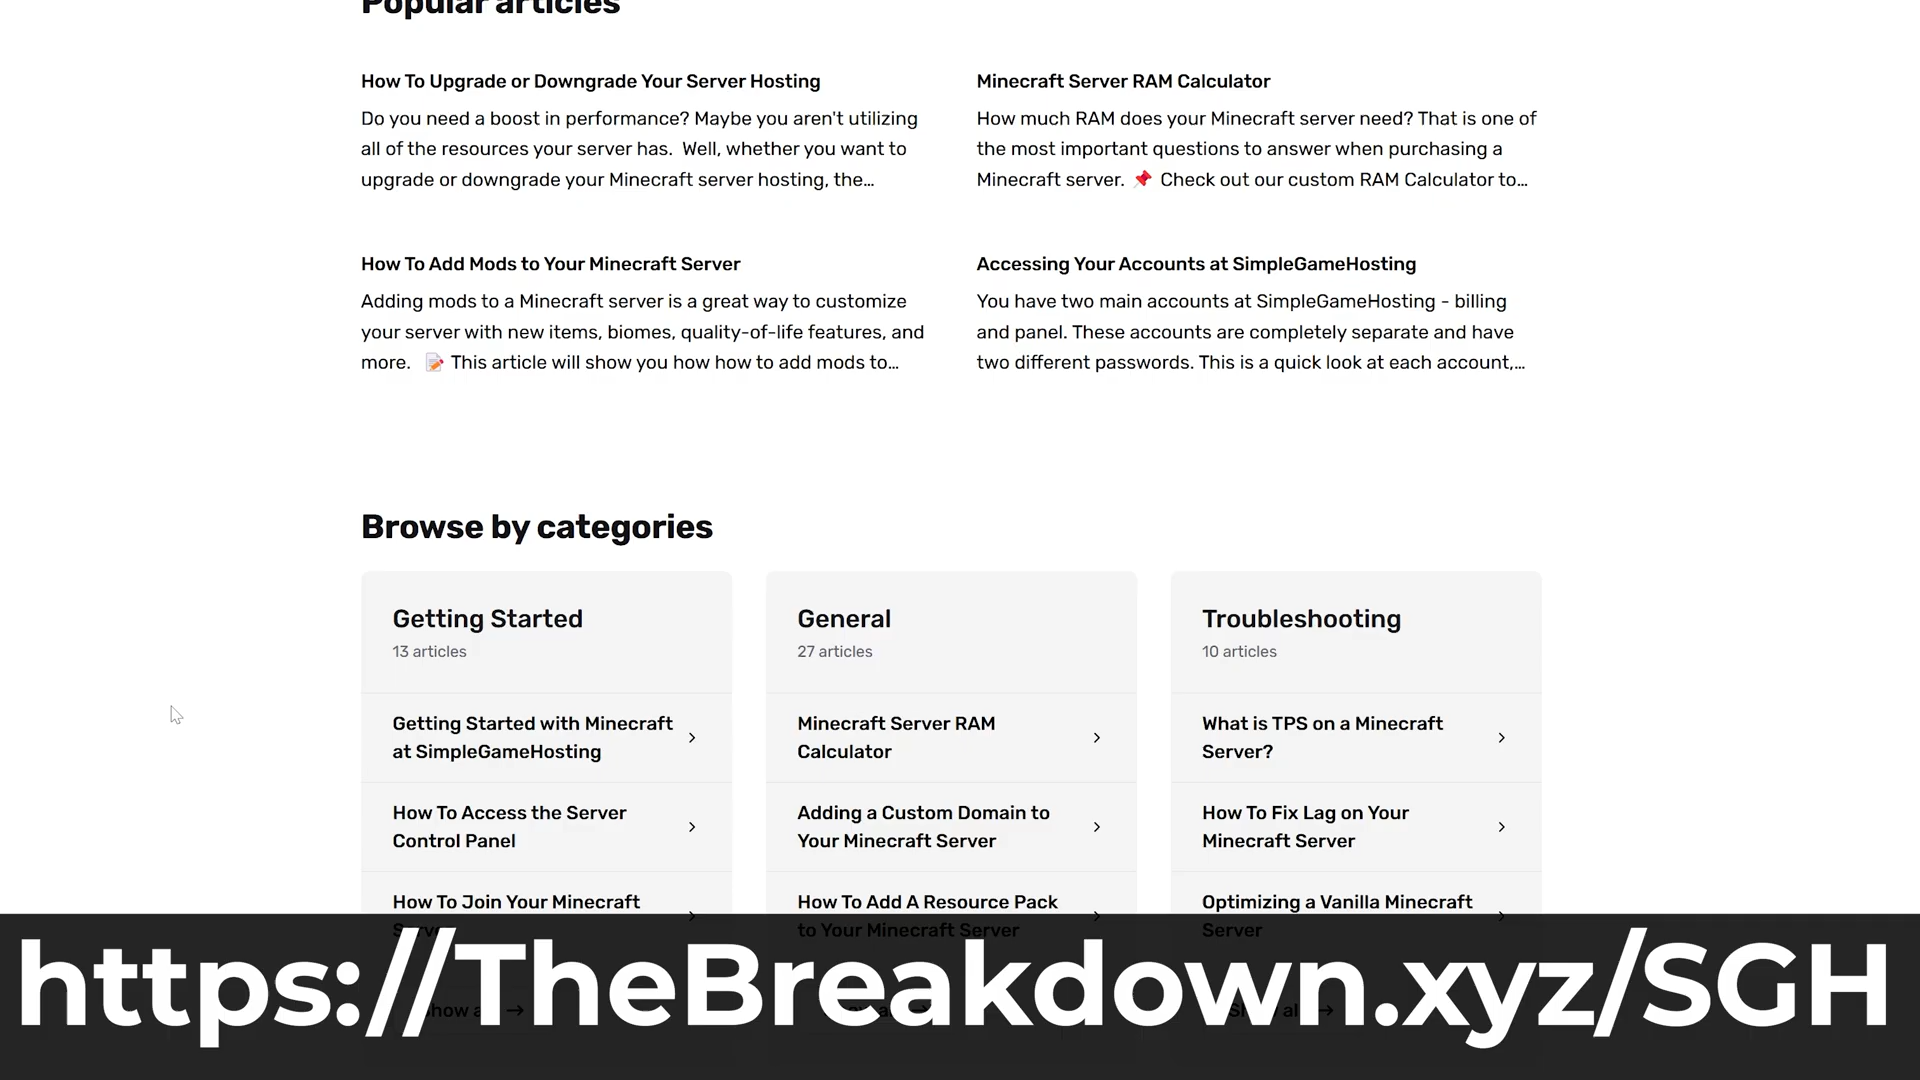 Popular articles
How To Upgrade or Downgrade Your Server Hosting
Do you need a boost in performance? Maybe you aren't utilizing
all of the resources your server has. Well, whether you want to
upgrade or downgrade your Minecraft server hosting, the…
Minecraft Server RAM Calculator
How much RAM does your Minecraft server need? That is one of
the most important questions to answer when purchasing a
Minecraft server. 📌 Check out our custom RAM Calculator to…
How To Add Mods to Your Minecraft Server
Adding mods to a Minecraft server is a great way to customize
your server with new items, biomes, quality-of-life features, and
more. 📝 This article will show you how how to add mods to…
Accessing Your Accounts at SimpleGameHosting
You have two main accounts at SimpleGameHosting - billing
and panel. These accounts are completely separate and have
two different passwords. This is a quick look at each account,…
Browse by categories
Getting Started
13 articles
Getting Started with Minecraft
at SimpleGameHosting
How To Access the Server
Control Panel
How To Join Your Minecraft
Server
General
27 articles
Minecraft Server RAM
Calculator
Adding a Custom Domain to
Your Minecraft Server
How To Add A Resource Pack
to Your Minecraft Server
Troubleshooting
10 articles
What is TPS on a Minecraft
Server?
How To Fix Lag on Your
Minecraft Server
Optimizing a Vanilla Minecraft
Server
https://TheBreakdown.xyz/SGH